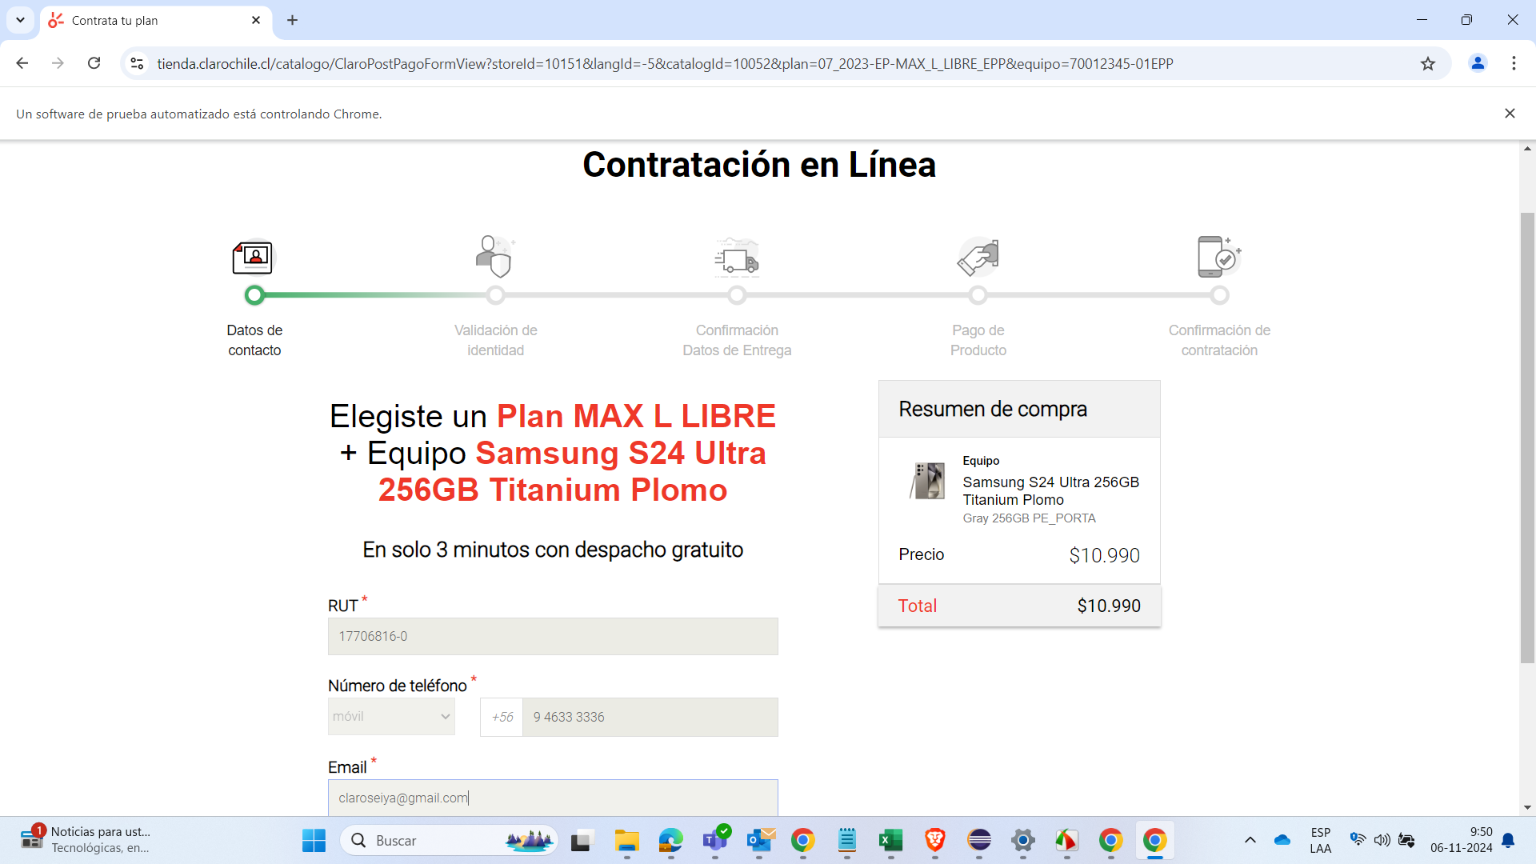 Contrata tu plan
tienda.clarochile.cl/catalogo/ClaroPostPagoFormView?storeId=10151&langId=-5&catalogId=10052&plan=07_2023-EP-MAX_L_LIBRE_EPP&equipo=70012345-01EPP
Un software de prueba automatizado está controlando Chrome.
Contratación en Línea
Datos de
contacto
Validación de
identidad
Confirmación
Datos de Entrega
Pago de
Producto
Confirmación de
contratación
Elegiste un Plan MAX L LIBRE
+ Equipo Samsung S24 Ultra
256GB Titanium Plomo
En solo 3 minutos con despacho gratuito
RUT *
17706816-0
Número de teléfono *
móvil
+56
9 4633 3336
Email *
claroseiya@gmail.com
Resumen de compra
Equipo
Samsung S24 Ultra 256GB
Titanium Plomo
Gray 256GB PE_PORTA
Precio
$10.990
Total
$10.990
1
Noticias para ust...
Tecnológicas, en...
Buscar
ESP
LAA
9:50
06-11-2024